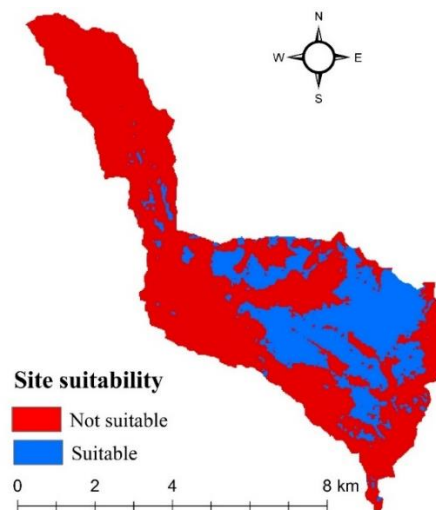 N
W E
S
Site suitability
Not suitable
Suitable
0 2 4 8 km